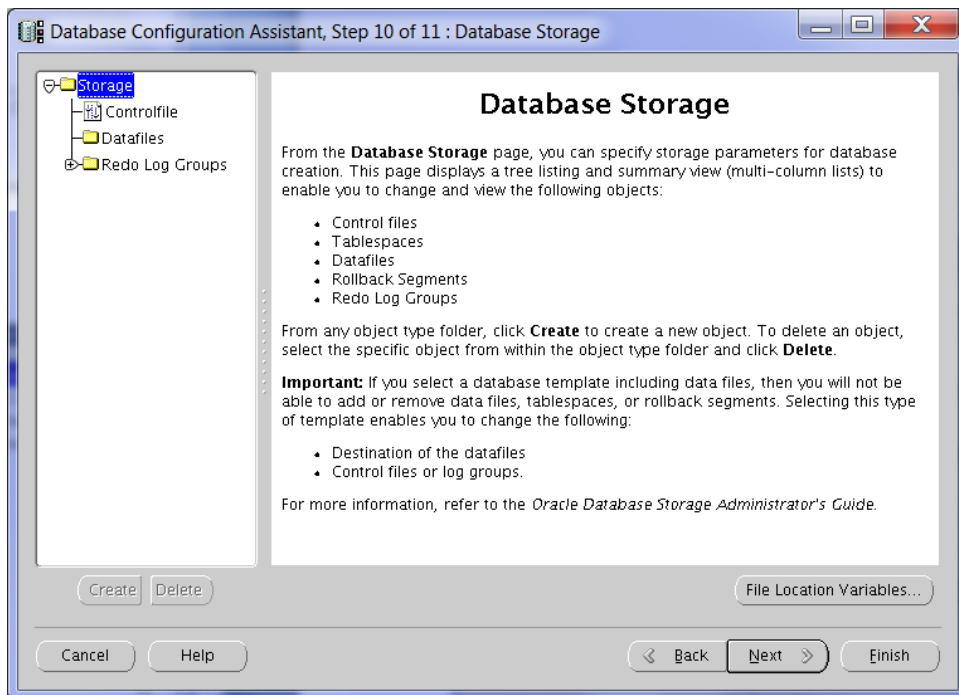 Database Configuration Assistant, Step 10 of 11 : Database Storage
Storage
Controlfile
Datafiles
Redo Log Groups
Database Storage
From the Database Storage page, you can specify storage parameters for database
creation. This page displays a tree listing and summary view (multi-column lists) to
enable you to change and view the following objects:
• Control files
• Tablespaces
• Datafiles
• Rollback Segments
• Redo Log Groups
From any object type folder, click Create to create a new object. To delete an object,
select the specific object from within the object type folder and click Delete.
Important: If you select a database template including data files, then you will not be
able to add or remove data files, tablespaces, or rollback segments. Selecting this type
of template enables you to change the following:
• Destination of the datafiles
• Control files or log groups.
For more information, refer to the Oracle Database Storage Administrator's Guide.
Create Delete File Location Variables...
Cancel Help Back Next Finish